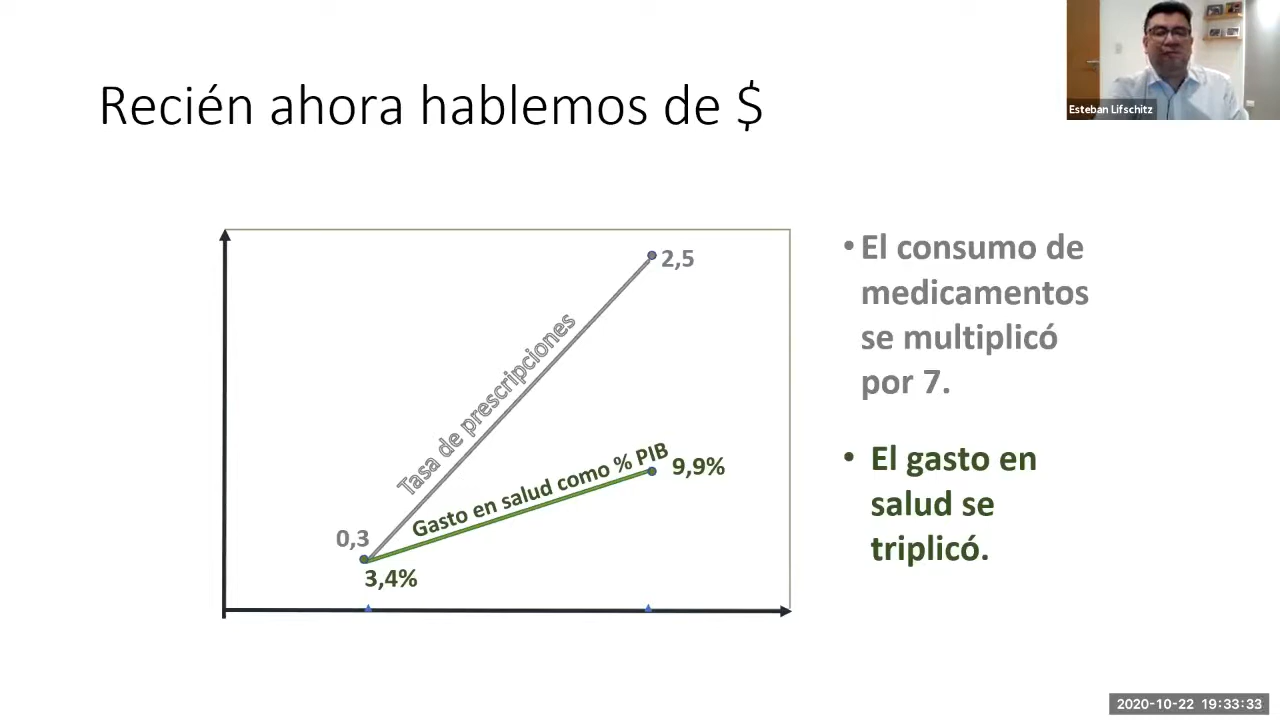 Recién ahora hablemos de $
Esteban Lifschitz
2,5
Tasa de prescripciones
Gasto en salud como % PIB
9,9%
0,3
3,4%
• El consumo de
medicamentos
se multiplicó
por 7.
• El gasto en
salud se
triplicó.
2020-10-22 19:33:33